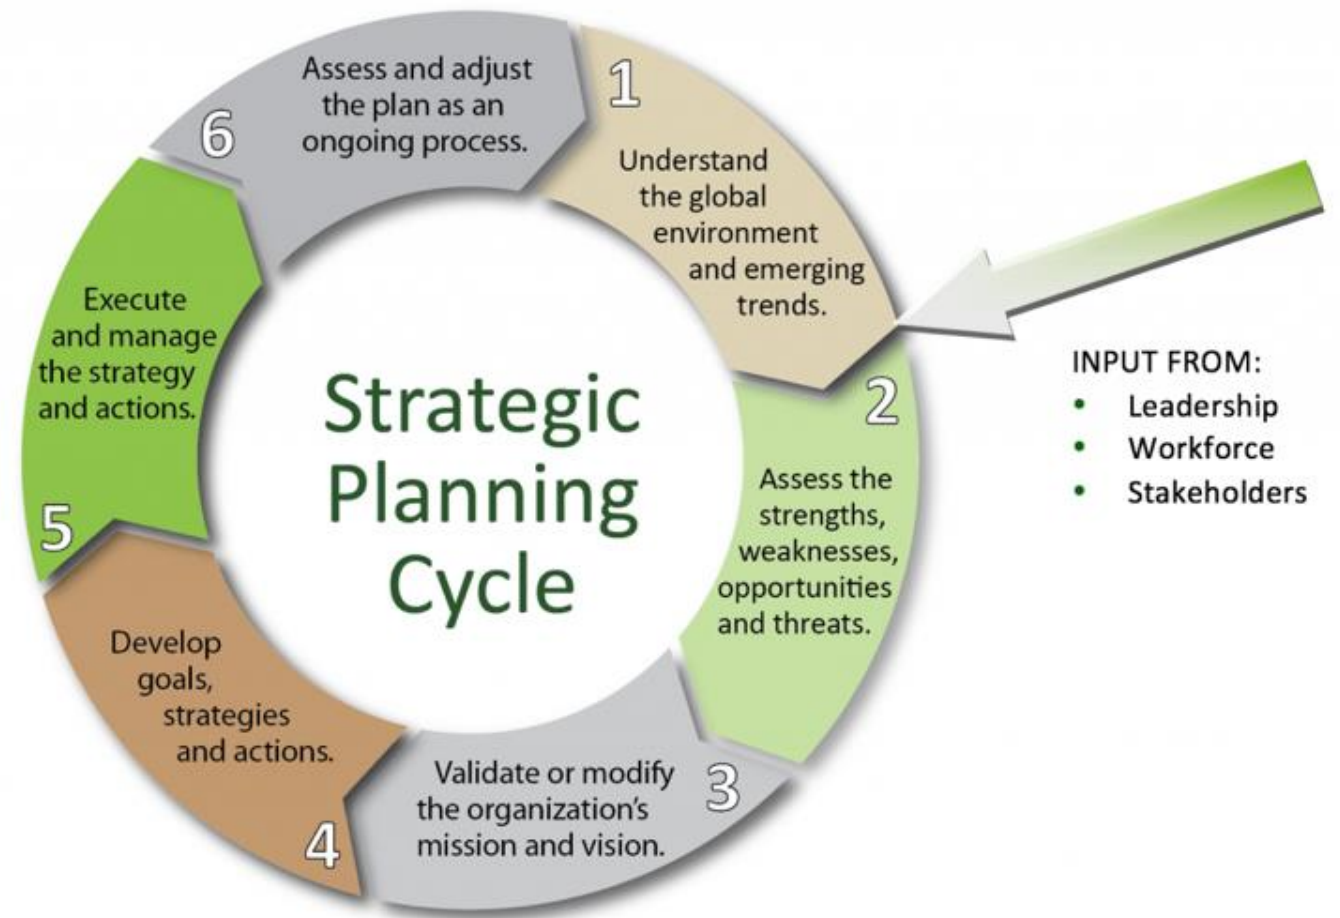 1
Understand
the global
environment
and emerging
trends.
2
Assess the
strengths,
weaknesses,
opportunities
and threats.
3
Validate or modify
the organization's
mission and vision.
4
Develop
goals,
strategies
and actions.
5
Execute
and manage
the strategy
and actions.
6
Assess and adjust
the plan as an
ongoing process.
Strategic
Planning
Cycle
INPUT FROM:
• Leadership
• Workforce
• Stakeholders